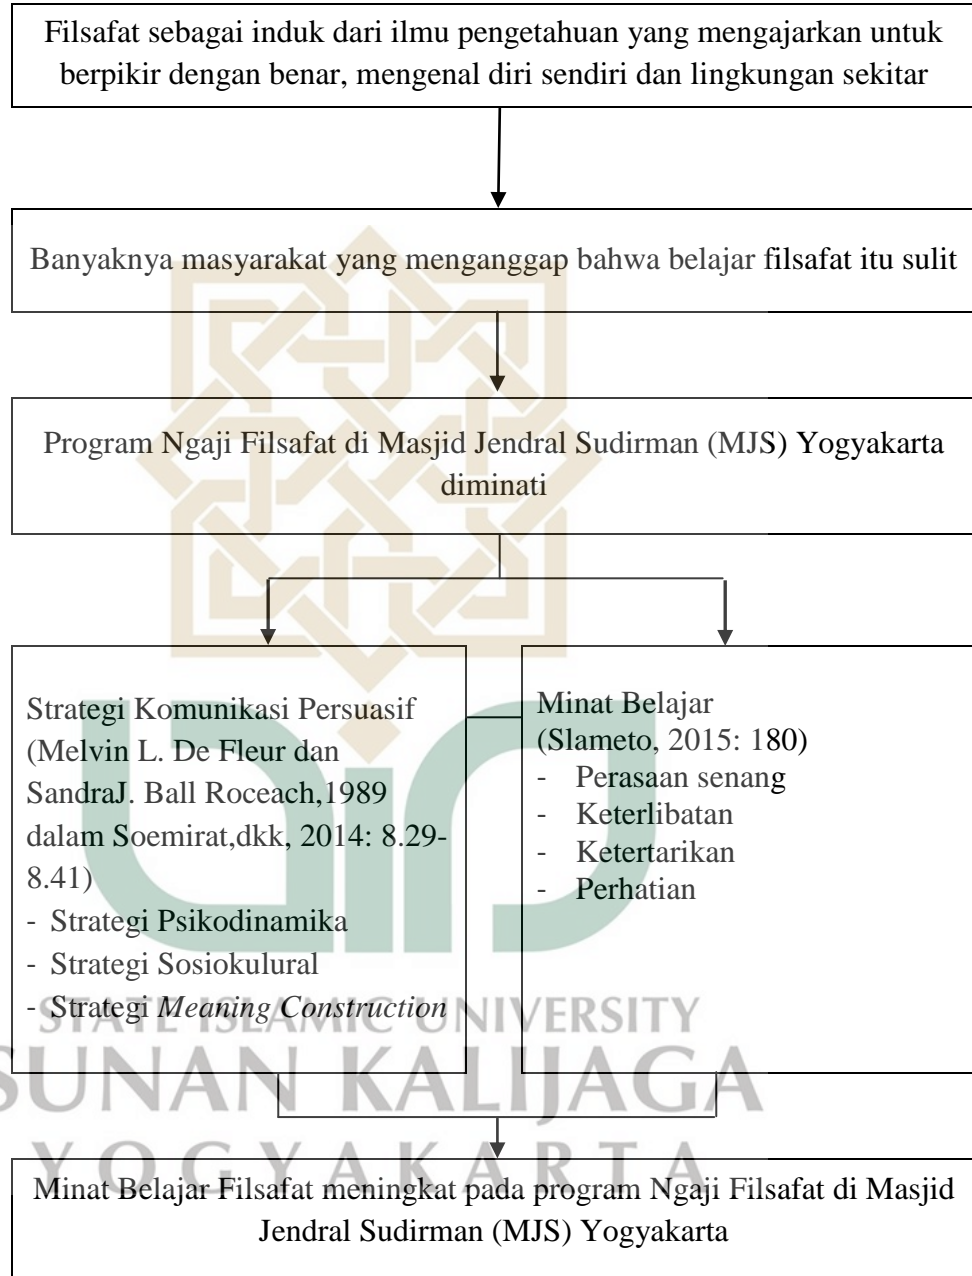 Filsafat sebagai induk dari ilmu pengetahuan yang mengajarkan untuk
berpikir dengan benar, mengenal diri sendiri dan lingkungan sekitar
Banyaknya masyarakat yang menganggap bahwa belajar filsafat itu sulit
Program Ngaji Filsafat di Masjid Jendral Sudirman (MJS) Yogyakarta
diminati
Strategi Komunikasi Persuasif
(Melvin L. De Fleur dan
SandraJ. Ball Roceach,1989
dalam Soemirat,dkk, 2014: 8.29-
8.41)
- Strategi Psikodinamika
- Strategi Sosiokulural
- Strategi Meaning Construction
Minat Belajar
(Slameto, 2015: 180)
- Perasaan senang
- Keterlibatan
- Ketertarikan
- Perhatian
STATE ISLAMIC UNIVERSITY
SUNAN KALIJAGA
YOGYAKARTA
Minat Belajar Filsafat meningkat pada program Ngaji Filsafat di Masjid
Jendral Sudirman (MJS) Yogyakarta